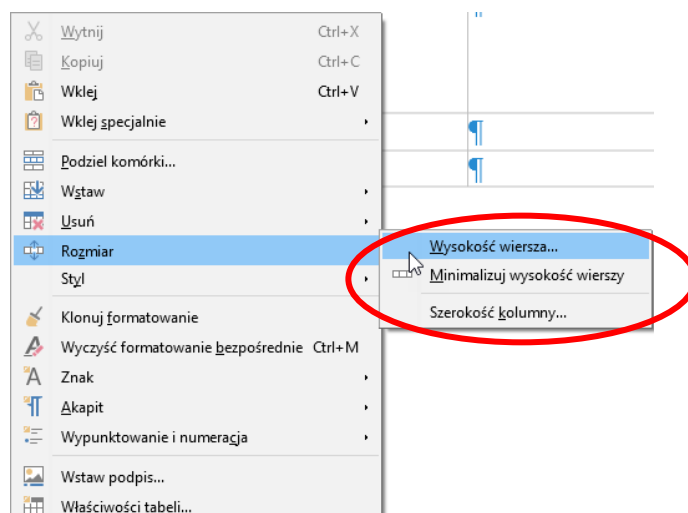 ¶
Wytnij Ctrl+X
Kopiuj Ctrl+C
Wklej Ctrl+V
Wklej specjalnie
¶
Podziel komórki...
¶
Wstaw
Usuń
Rozmiar
Wysokość wiersza...
Styl
Minimalizuj wysokość wierszy
Klonuj formatowanie
Szerokość kolumny...
Wyczyść formatowanie bezpośrednie Ctrl+M
Znak
Akapit
Wypunktowanie i numeracja
Wstaw podpis...
Właściwości tabeli...